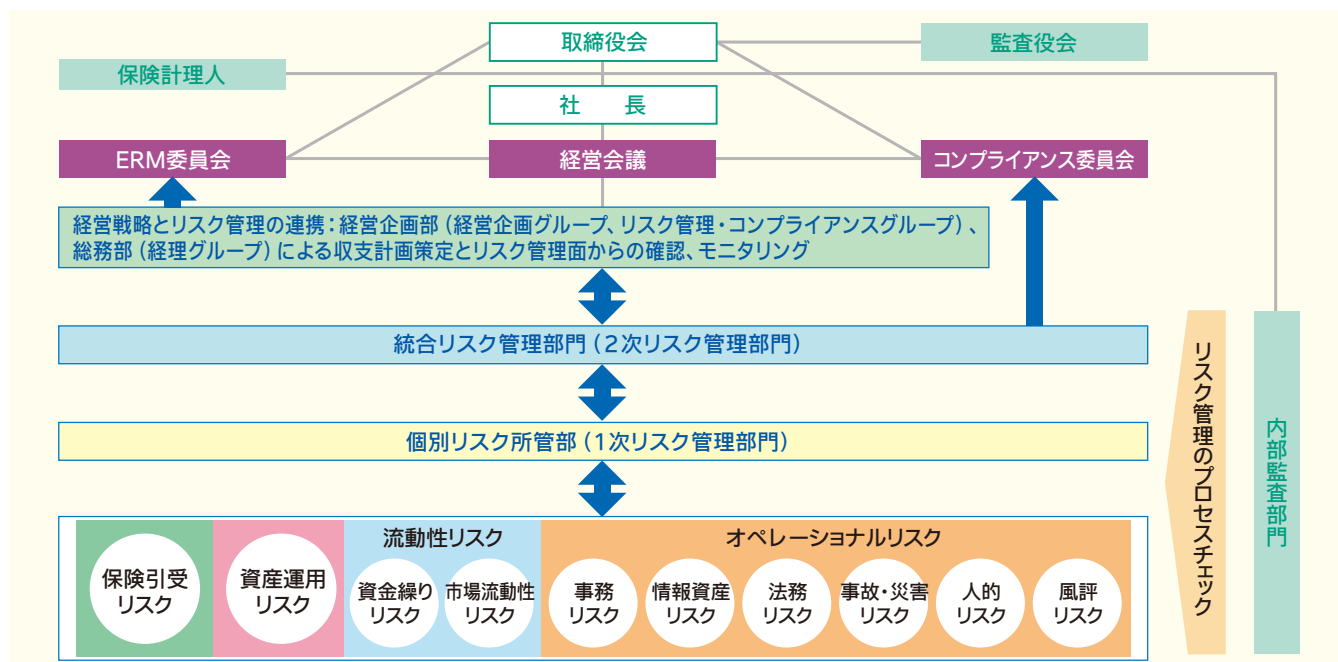 取締役会
監査役会
保険計理人
社　　長
ERM委員会
経営会議
コンプライアンス委員会
経営戦略とリスク管理の連携：経営企画部（経営企画グループ、リスク管理・コンプライアンスグループ）、
総務部（経理グループ）による収支計画策定とリスク管理面からの確認、モニタリング
統合リスク管理部門（2次リスク管理部門）
個別リスク所管部（1次リスク管理部門）
保険引受
リスク
資産運用
リスク
流動性リスク
資金繰り
リスク
市場流動性
リスク
オペレーショナルリスク
事務
リスク
情報資産
リスク
法務
リスク
事故・災害
リスク
人的
リスク
風評
リスク
リスク管理のプロセスチェック
内部監査部門